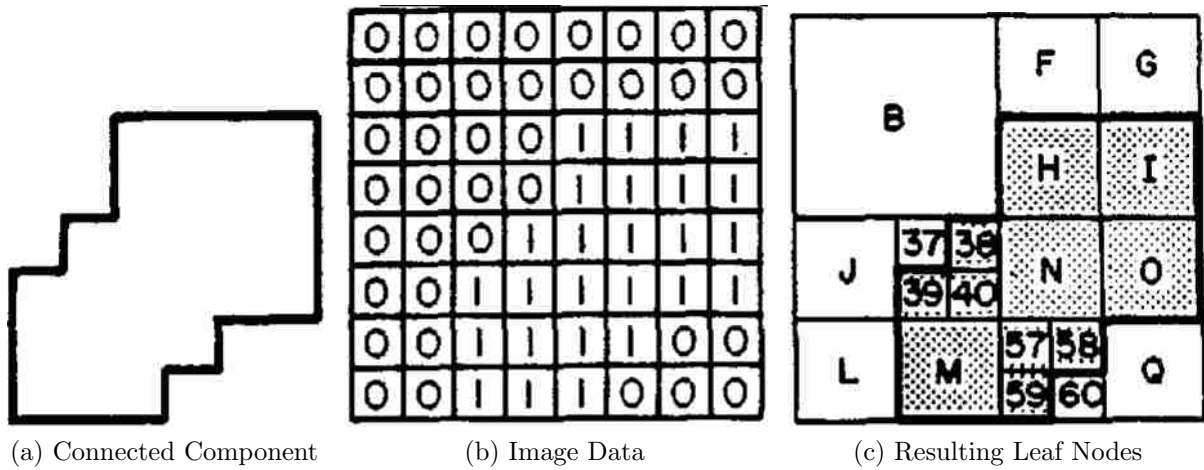 0 0 0 0 0 0 0 0
0 0 0 0 0 0 0 0
0 0 0 0 1 1 1 1
0 0 0 0 1 1 1 1
0 0 0 1 1 1 1 1
0 0 1 1 1 1 1 1
0 0 1 1 1 1 0 0
0 0 1 1 1 0 0 0
F G
B
H I
37 38
J N O
39 40
57 58
L M Q
59 60
(a) Connected Component
(b) Image Data
(c) Resulting Leaf Nodes